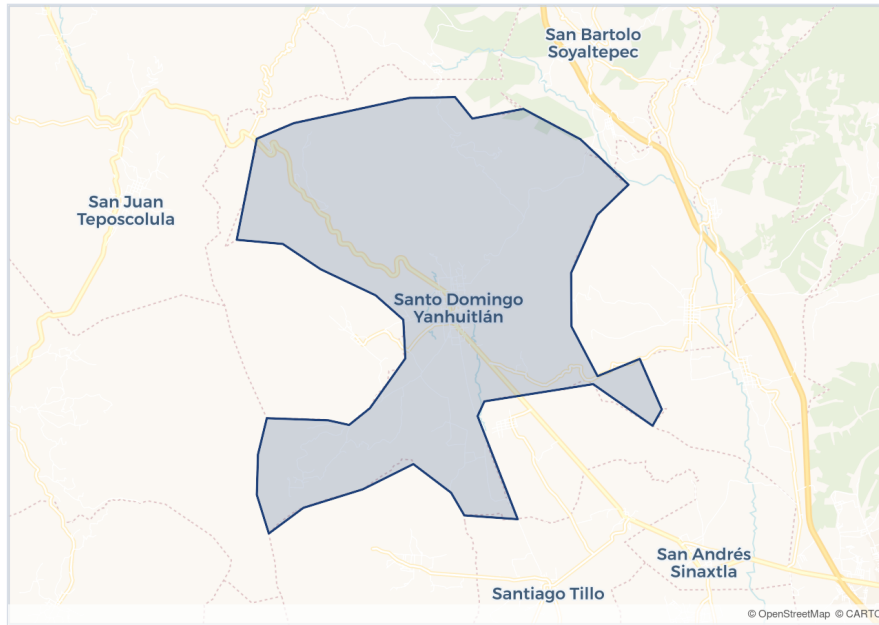 San Bartolo
Soyaltepec
San Juan
Teposcolula
Santo Domingo
Yanhuitlán
San Andrés
Sinaxtla
Santiago Tillo
© OpenStreetMap © CARTO